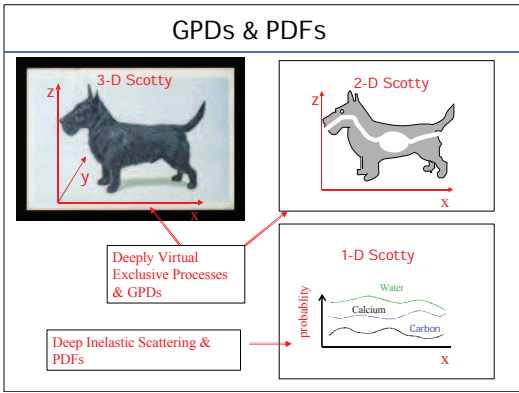 GPDs & PDFs
3-D Scotty
z
y
x
2-D Scotty
z
x
Deeply Virtual
Exclusive Processes
& GPDs
1-D Scotty
probablity
Water
Calcium
Carbon
x
Deep Inelastic Scattering &
PDFs